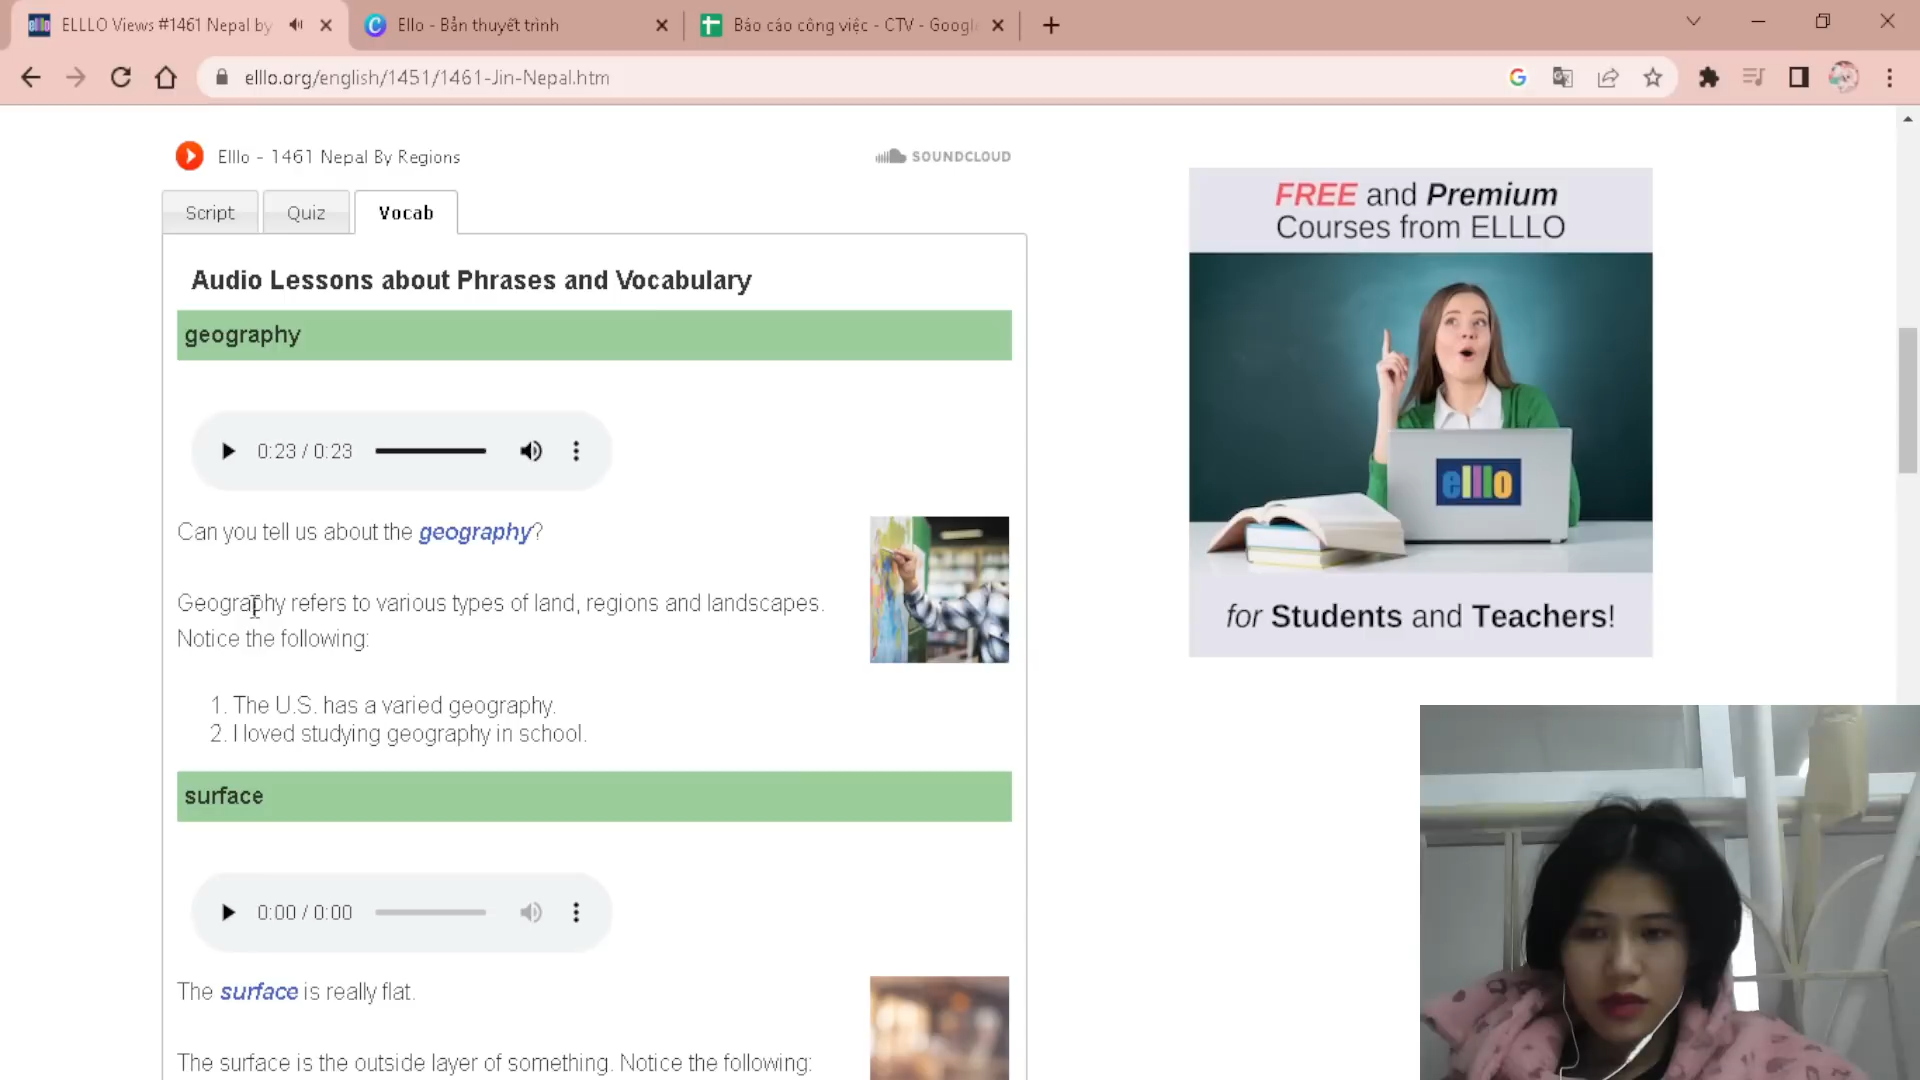 ELLLO Views #1461 Nepal by
Ello - Bản thuyết trình
Báo cáo công việc - CTV - Googl
elllo.org/english/1451/1461-Jin-Nepal.htm
Elllo - 1461 Nepal By Regions
SOUNDCLOUD
Script
Quiz
Vocab
Audio Lessons about Phrases and Vocabulary
geography
0:23 / 0:23
Can you tell us about the geography?
Geography refers to various types of land, regions and landscapes.
Notice the following:
1. The U.S. has a varied geography.
2. I loved studying geography in school.
surface
0:00 / 0:00
The surface is really flat.
The surface is the outside layer of something. Notice the following:
FREE and Premium
Courses from ELLLO
elllo
for Students and Teachers!